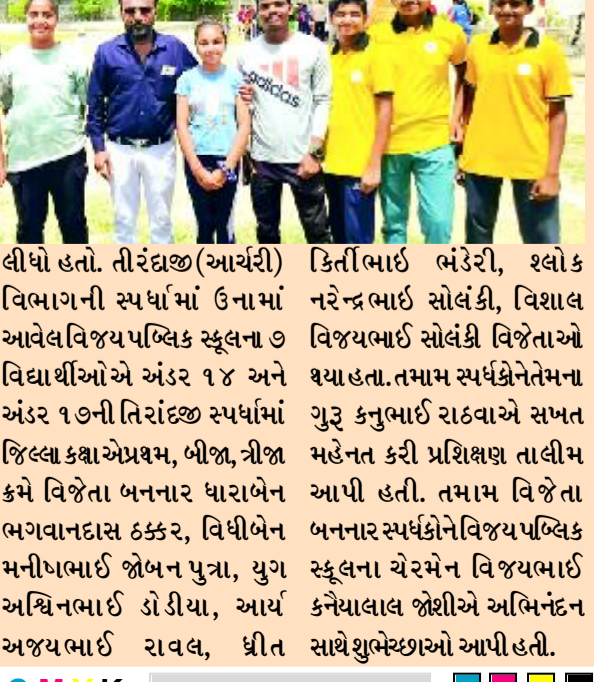 adidas
લીધો હતો. તીરંદાજી(આર્ચરી)
વિભાગની સ્પર્ધામાં ઉનામાં
આવેલ વિજય પબ્લિક સ્કૂલના ૭
વિદ્યાર્થીઓએ અંડર ૧૪ અને
અંડર ૧૭ની તિરાંદજી સ્પર્ધામાં
જિલ્લા કક્ષાએ પ્રથમ, બીજા, ત્રીજા
ક્રમે વિજેતા બનનાર ધારાબેન
ભગવાનદાસ ઠક્કર, વિધીબેન
મનીષાભાઈ જોબનપુત્રા, યુગ
અશ્વિનભાઈ ડોડીયા, આર્ય
અજયભાઈ રાવલ, ધ્રીત
કિર્તીભાઇ ભંડેરી, શ્લોક
નરેન્દ્રભાઇ સોલંકી, વિશાલ
વિજયભાઈ સોલંકી વિજેતાઓ
થયા હતા. તમામ સ્પર્ધકોને તેમના
ગુરૂ કનુભાઈ રાઠવાએ સખત
મહેનત કરી પ્રશિક્ષણ તાલીમ
આપી હતી. તમામ વિજેતા
બનનાર સ્પર્ધકોને વિજય પબ્લિક
સ્કૂલના ચેરમેન વિજયભાઈ
કનૈયાલાલ જોશીએ અભિનંદન
સાથે શુભેચ્છાઓ આપી હતી.